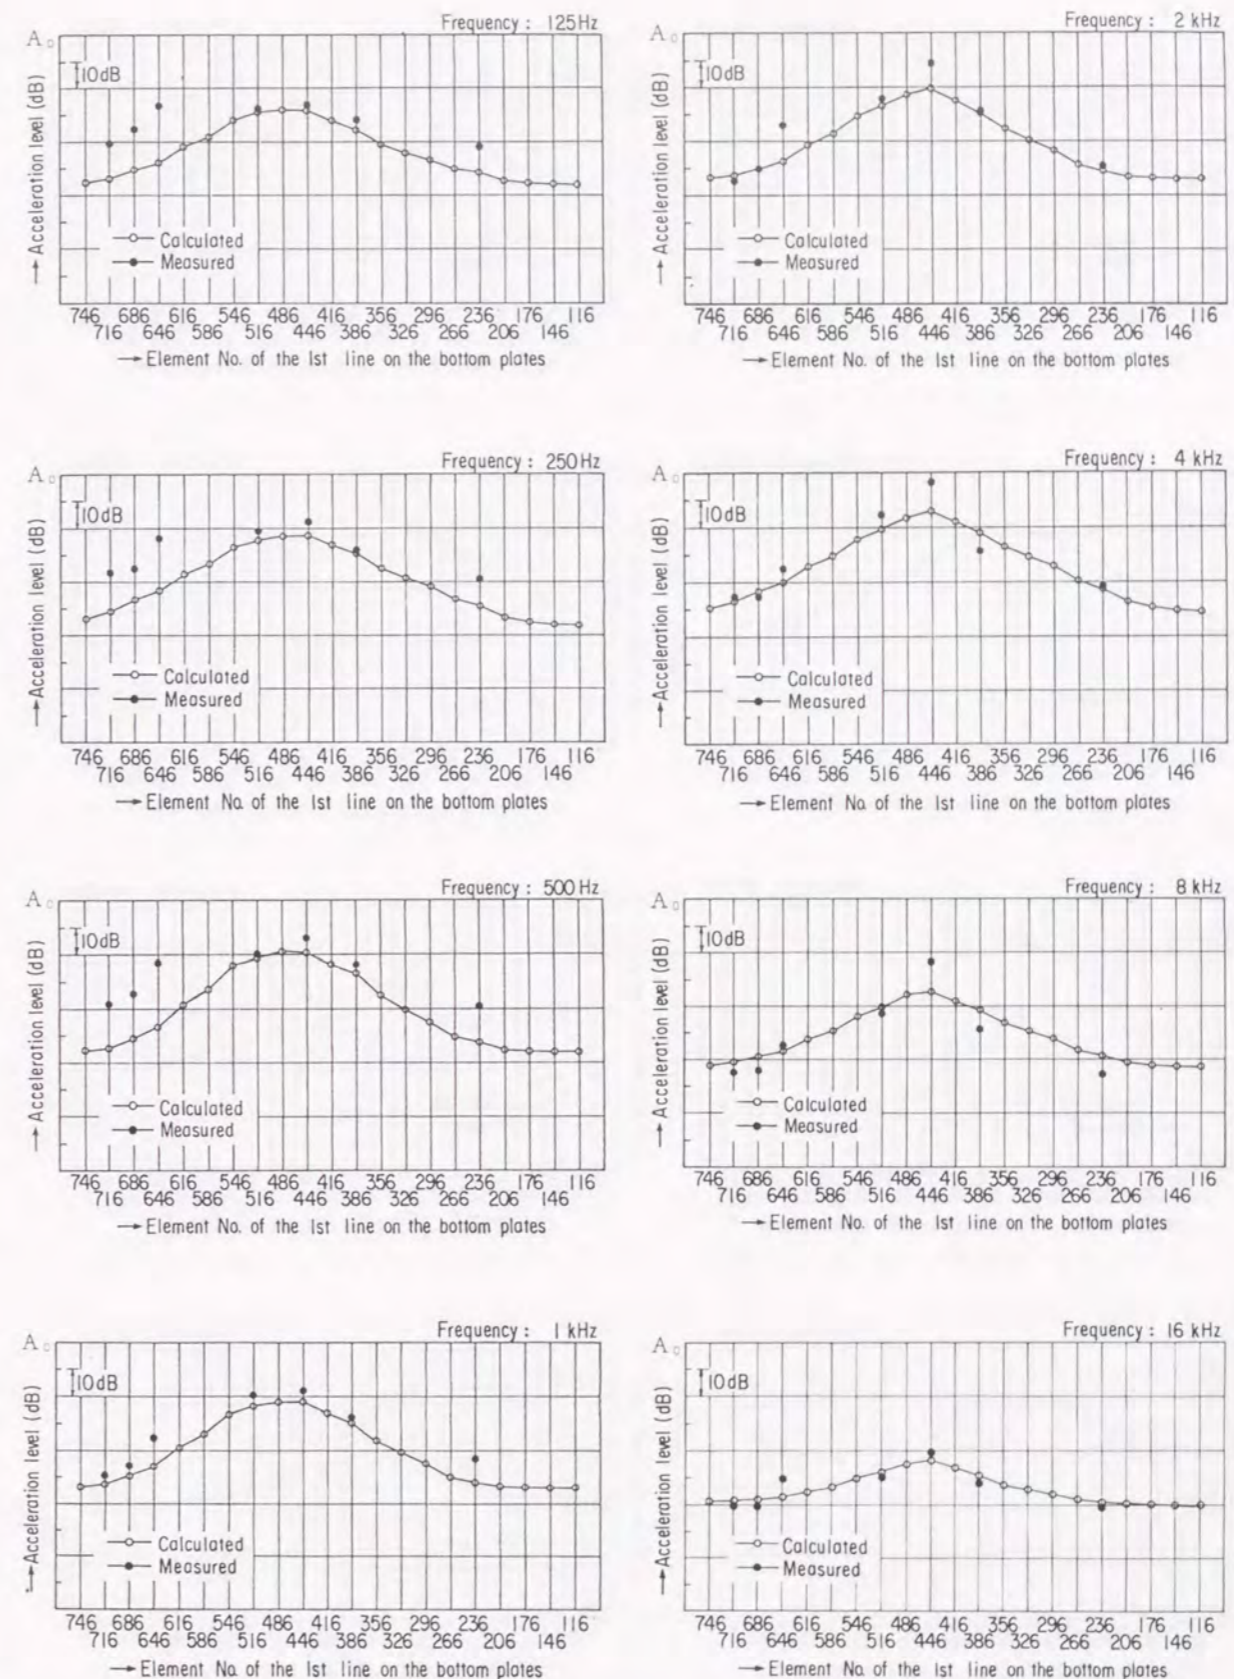 Frequency : 125Hz
A₀
10dB
→ Acceleration level (dB)
Calculated
Measured
746 686 616 546 486 416 356 296 236 176 116
716 646 586 516 446 386 326 266 206 146
→ Element No. of the 1st line on the bottom plates
Frequency : 2 kHz
A₀
10dB
→ Acceleration level (dB)
Calculated
Measured
746 686 616 546 486 416 356 296 236 176 116
716 646 586 516 446 386 326 266 206 146
→ Element No. of the 1st line on the bottom plates
Frequency : 250Hz
A₀
10dB
→ Acceleration level (dB)
Calculated
Measured
746 686 616 546 486 416 356 296 236 176 116
716 646 586 516 446 386 326 266 206 146
→ Element No. of the 1st line on the bottom plates
Frequency : 4 kHz
A₀
10dB
→ Acceleration level (dB)
Calculated
Measured
746 686 616 546 486 416 356 296 236 176 116
716 646 586 516 446 386 326 266 206 146
→ Element No. of the 1st line on the bottom plates
Frequency : 500 Hz
A₀
10dB
→ Acceleration level (dB)
Calculated
Measured
746 686 616 546 486 416 356 296 236 176 116
716 646 586 516 446 386 326 266 206 146
→ Element No. of the 1st line on the bottom plates
Frequency : 8 kHz
A₀
10dB
→ Acceleration level (dB)
Calculated
Measured
746 686 616 546 486 416 356 296 236 176 116
716 646 586 516 446 386 326 266 206 146
→ Element No. of the 1st line on the bottom plates
Frequency : 1 kHz
A₀
10dB
→ Acceleration level (dB)
Calculated
Measured
746 686 616 546 486 416 356 296 236 176 116
716 646 586 516 446 386 326 266 206 146
→ Element No. of the 1st line on the bottom plates
Frequency : 16 kHz
A₀
10dB
→ Acceleration level (dB)
Calculated
Measured
746 686 616 546 486 416 356 296 236 176 116
716 646 586 516 446 386 326 266 206 146
→ Element No. of the 1st line on the bottom plates